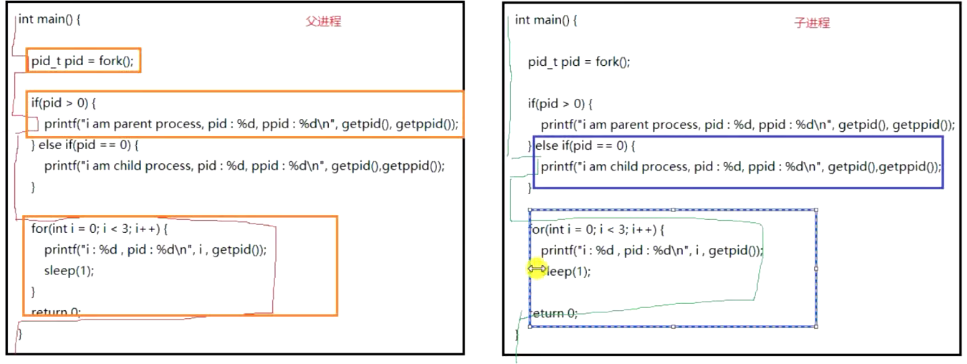 int main() {
父进程
pid_t pid = fork();
if(pid > 0) {
printf("i am parent process, pid : %d, ppid : %d\n", getpid(), getppid());
} else if(pid == 0) {
printf("i am child process, pid : %d, ppid : %d\n", getpid(),getppid());
}
for(int i = 0; i < 3; i++) {
printf("i : %d , pid : %d\n", i , getpid());
sleep(1);
}
return 0;
}
int main() {
子进程
pid_t pid = fork();
if(pid > 0) {
printf("i am parent process, pid : %d, ppid : %d\n", getpid(), getppid());
} else if(pid == 0) {
printf("i am child process, pid : %d, ppid : %d\n", getpid(),getppid());
}
for(int i = 0; i < 3; i++) {
printf("i : %d , pid : %d\n", i , getpid());
leep(1);
return 0;
}